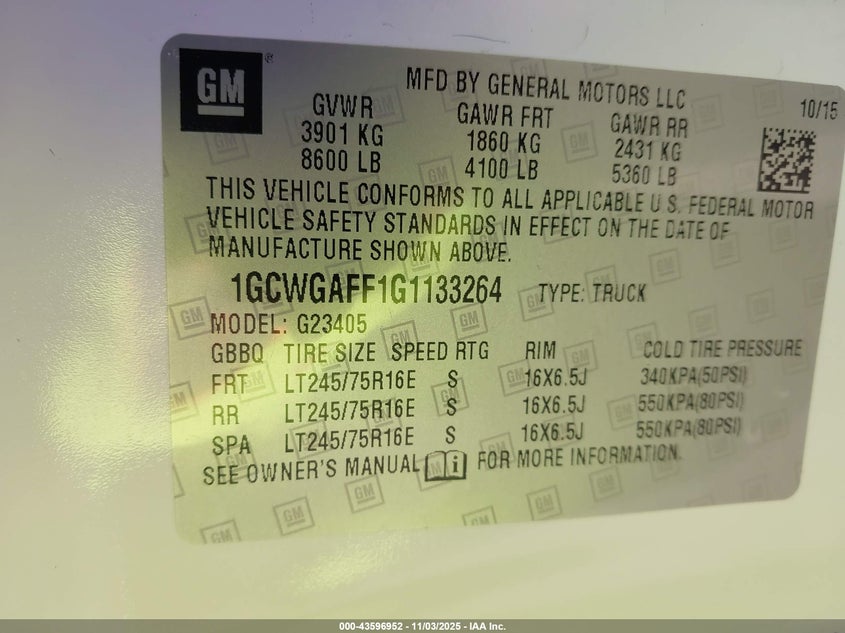 GM ®
MFD BY GENERAL MOTORS LLC
10/15
GVWR GAWR FRT GAWR RR
3901 KG 1860 KG 2431 KG
8600 LB 4100 LB 5360 LB
THIS VEHICLE CONFORMS TO ALL APPLICABLE U.S. FEDERAL MOTOR
VEHICLE SAFETY STANDARDS IN EFFECT ON THE DATE OF
MANUFACTURE SHOWN ABOVE.
1GCWGAFF1G1133264 TYPE: TRUCK
MODEL: G23405
GBBQ TIRE SIZE SPEED RTG RIM COLD TIRE PRESSURE
FRT LT245/75R16E S 16X6.5J 340KPA(50PSI)
RR LT245/75R16E S 16X6.5J 550KPA(80PSI)
SPA LT245/75R16E S 16X6.5J 550KPA(80PSI)
SEE OWNER'S MANUAL FOR MORE INFORMATION.
000-43596952 - 11/03/2025 - IAA Inc.